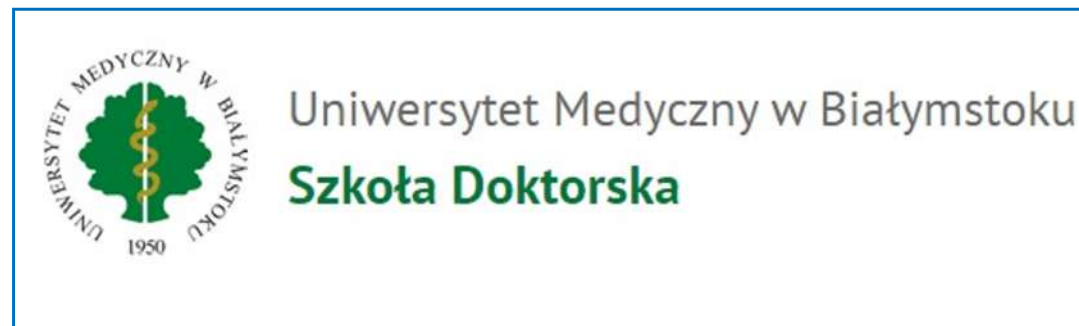 UNIWERSYTET MEDYCZNY W BIAŁYMSTOKU
1950
Uniwersytet Medyczny w Białymstoku
Szkoła Doktorska